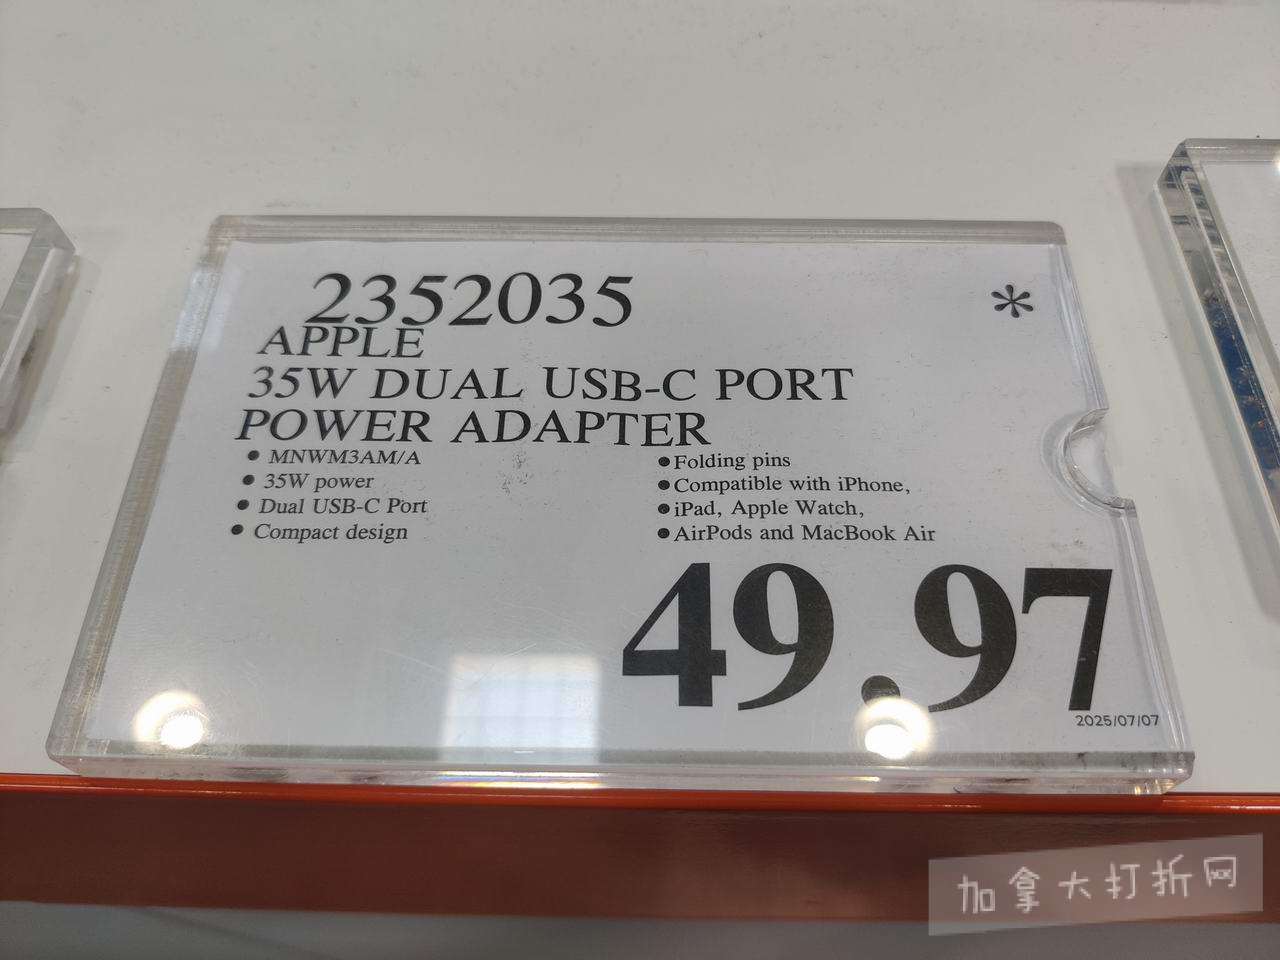 2352035 *
APPLE
35W DUAL USB-C PORT
POWER ADAPTER
● MNWM3AM/A
● 35W power
● Dual USB-C Port
● Compact design
● Folding pins
● Compatible with iPhone,
● iPad, Apple Watch,
● AirPods and MacBook Air
49.97
2025/07/07
加拿大打折网